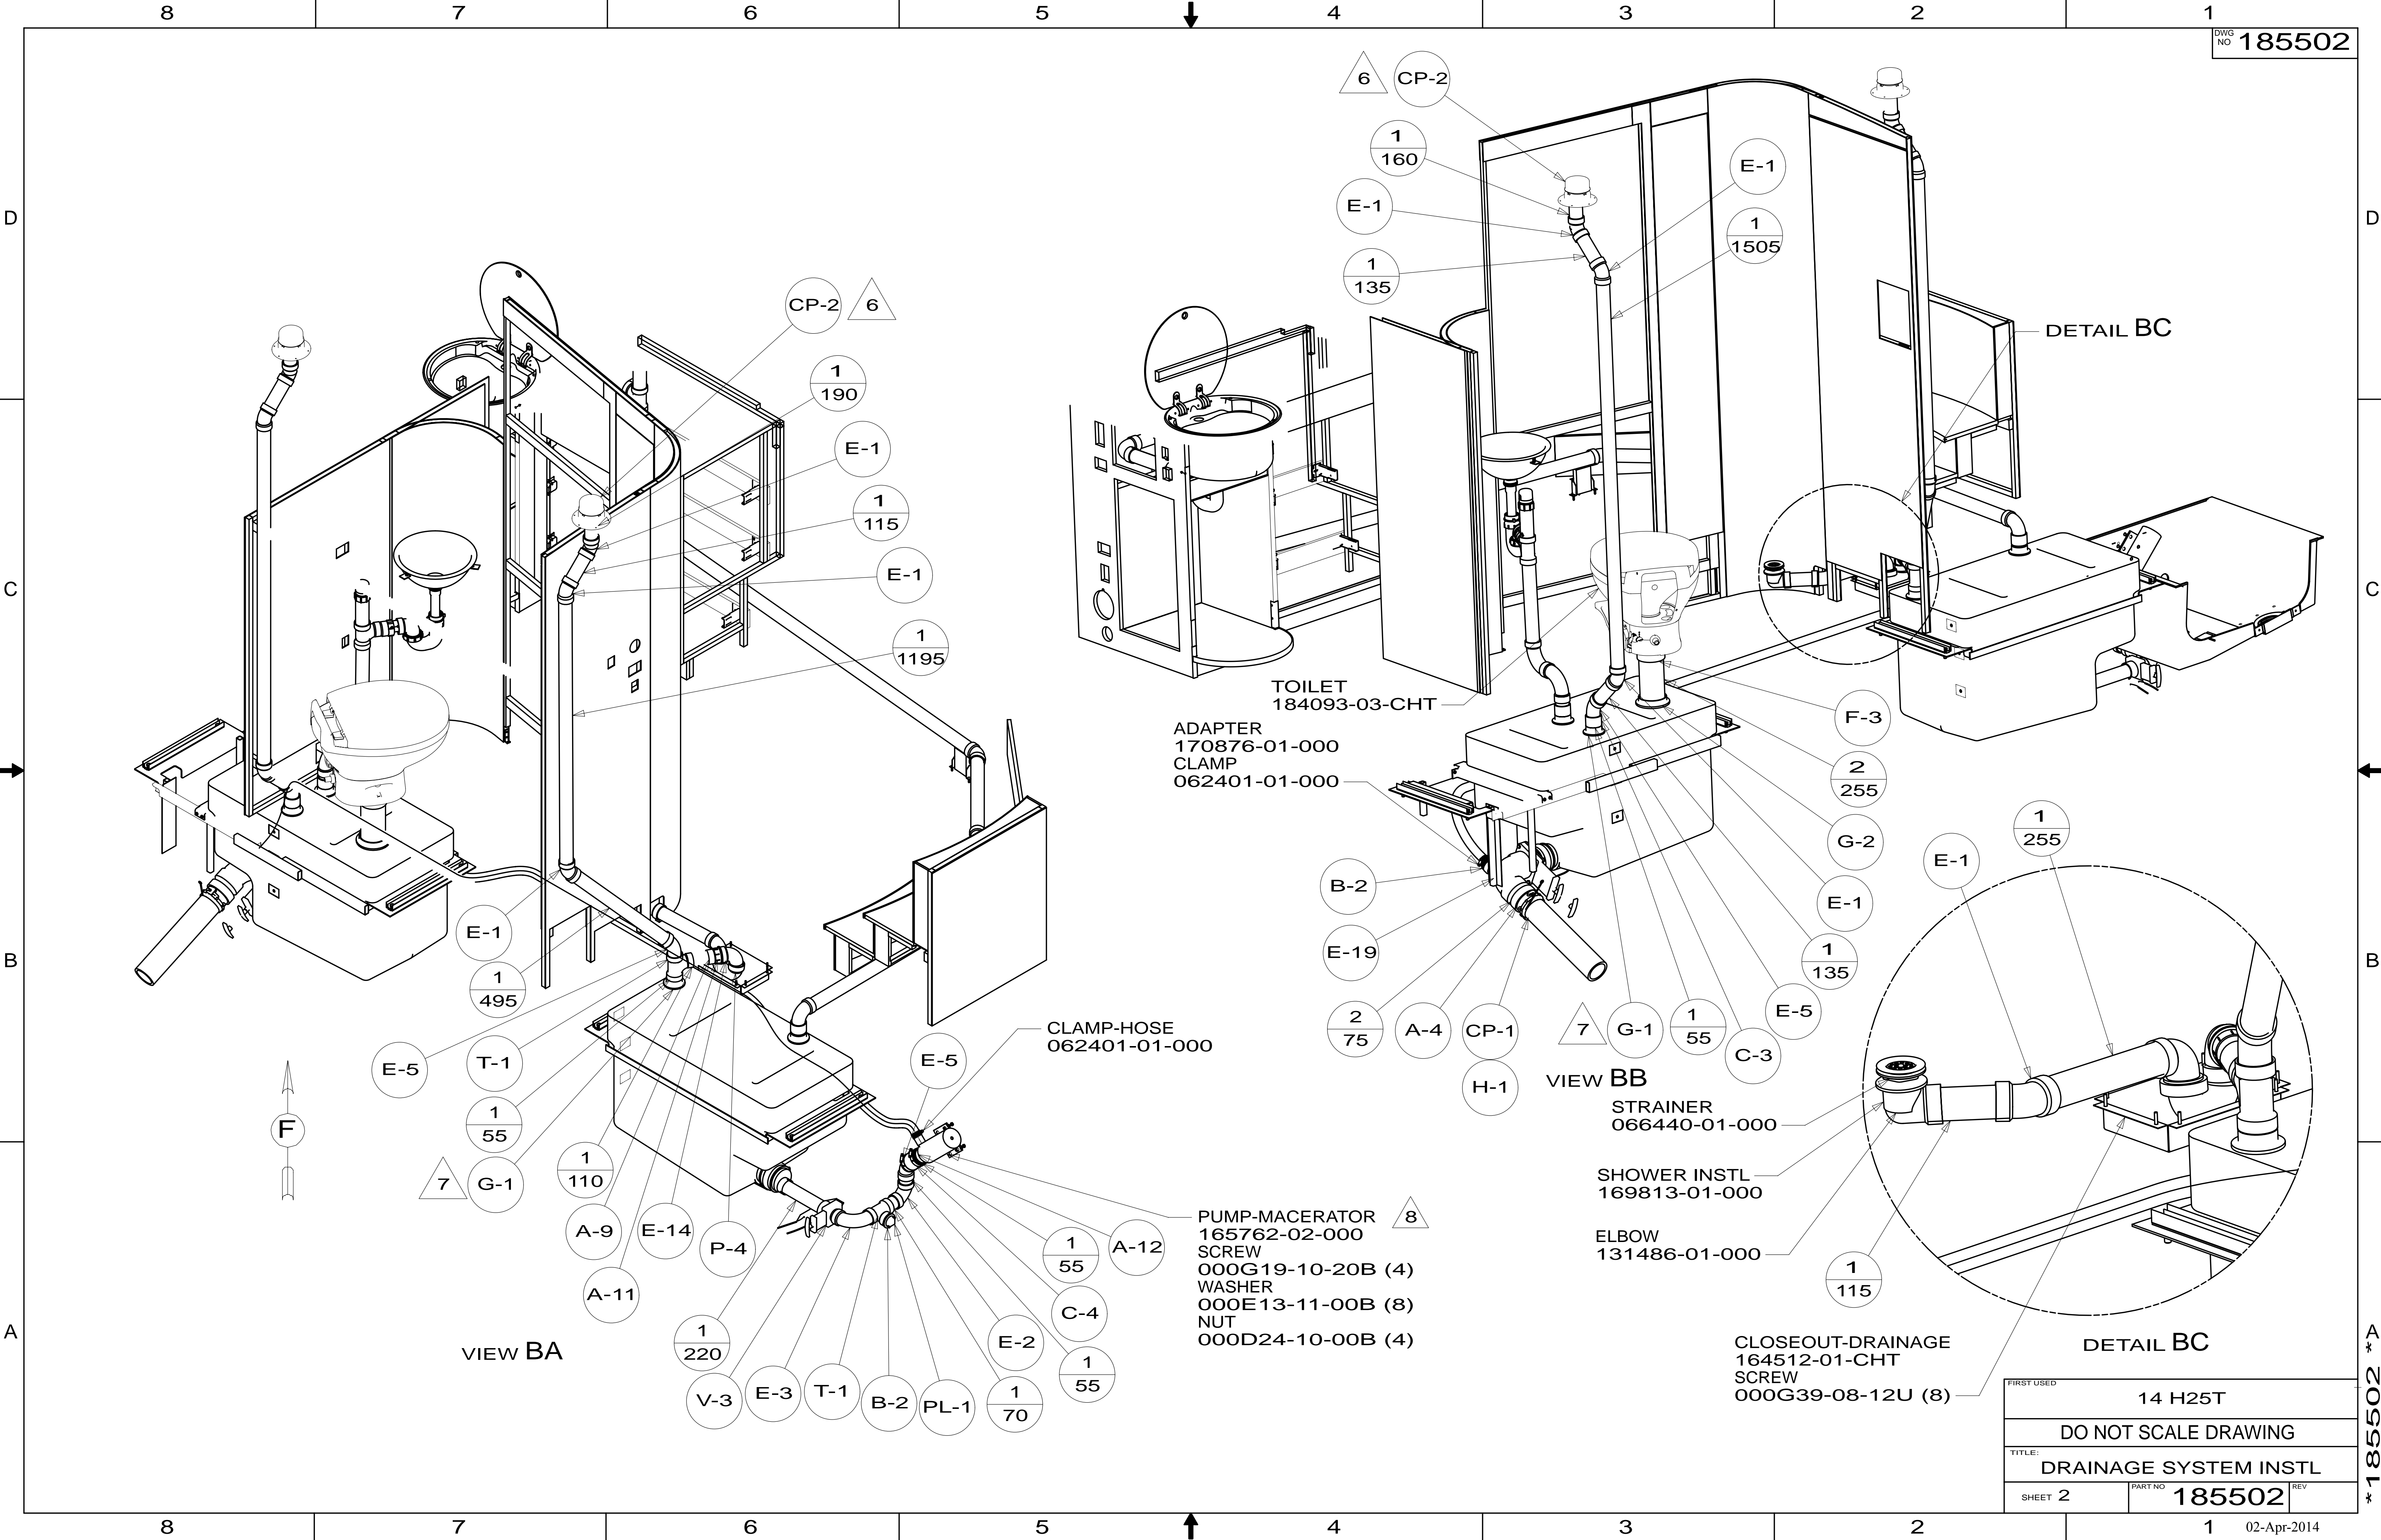 8 7 6 5 4 3 2 1
DWG NO 185502
D
C
B
A
D
C
B
A
CP-2 6
1
190
E-1
1
115
E-1
1
1195
E-1
1
495
E-5
T-1
1
55
7 G-1
1
110
A-9
A-11
E-14
P-4
1
220
V-3
E-3
T-1
B-2
PL-1
1
70
1
55
E-2
C-4
1
55
A-12
E-5
CLAMP-HOSE
062401-01-000
PUMP-MACERATOR 8
165762-02-000
SCREW
000G19-10-20B (4)
WASHER
000E13-11-00B (8)
NUT
000D24-10-00B (4)
F
VIEW BA
6 CP-2
1
160
E-1
1
135
E-1
1
1505
DETAIL BC
TOILET
184093-03-CHT
ADAPTER
170876-01-000
CLAMP
062401-01-000
B-2
E-19
2
75
A-4
CP-1
H-1
7 G-1
1
55
C-3
E-5
1
135
E-1
G-2
2
255
F-3
VIEW BB
E-1
1
255
STRAINER
066440-01-000
SHOWER INSTL
169813-01-000
ELBOW
131486-01-000
1
115
CLOSEOUT-DRAINAGE
164512-01-CHT
SCREW
000G39-08-12U (8)
DETAIL BC
FIRST USED
14 H25T
DO NOT SCALE DRAWING
TITLE:
DRAINAGE SYSTEM INSTL
SHEET 2 PART NO 185502 REV
*185502*
8 7 6 5 4 3 2 1
02-Apr-2014